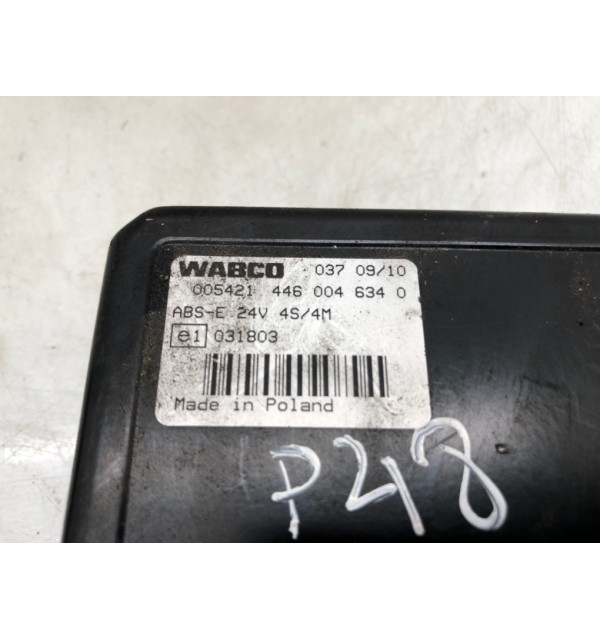 WABCO 037 09/10
005421 446 004 634 0
ABS-E 24V 4S/4M
e1 031803
Made in Poland
P48